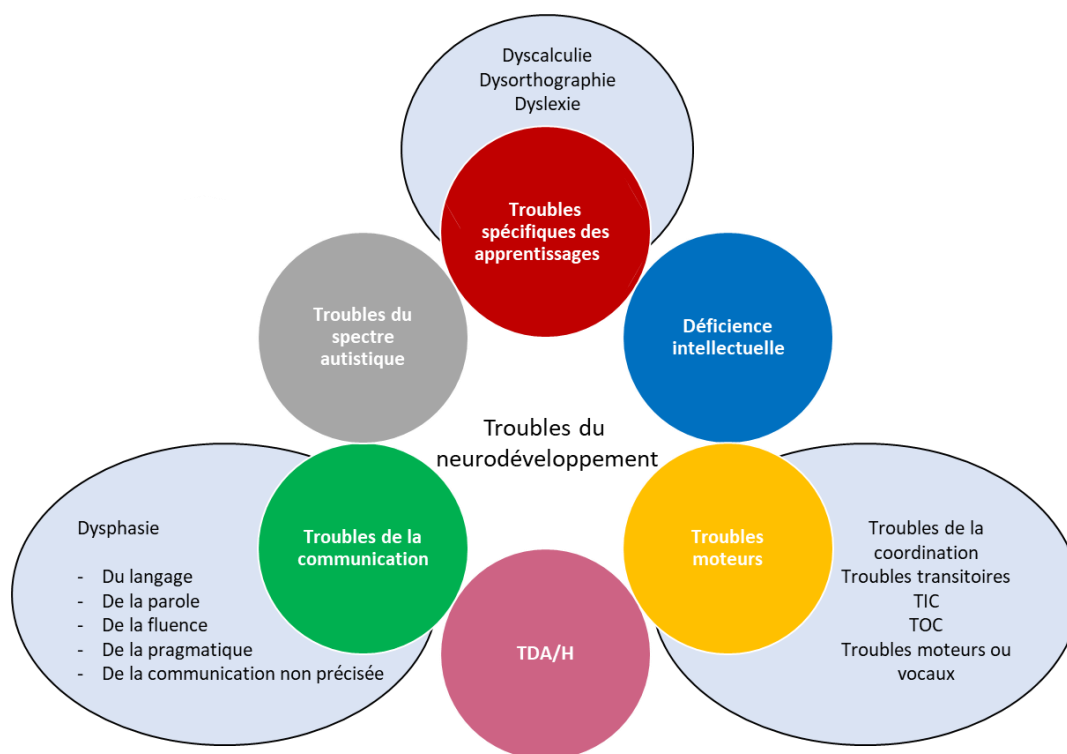 Dyscalculie
Dysorthographie
Dyslexie
Troubles
spécifiques des
apprentissages
Troubles du
spectre
autistique
Déficience
intellectuelle
Troubles du
neurodéveloppement
Dysphasie
- Du langage
- De la parole
- De la fluence
- De la pragmatique
- De la communication non précisée
Troubles de la
communication
Troubles
moteurs
Troubles de la
coordination
Troubles transitoires
TIC
TOC
Troubles moteurs ou
vocaux
TDA/H